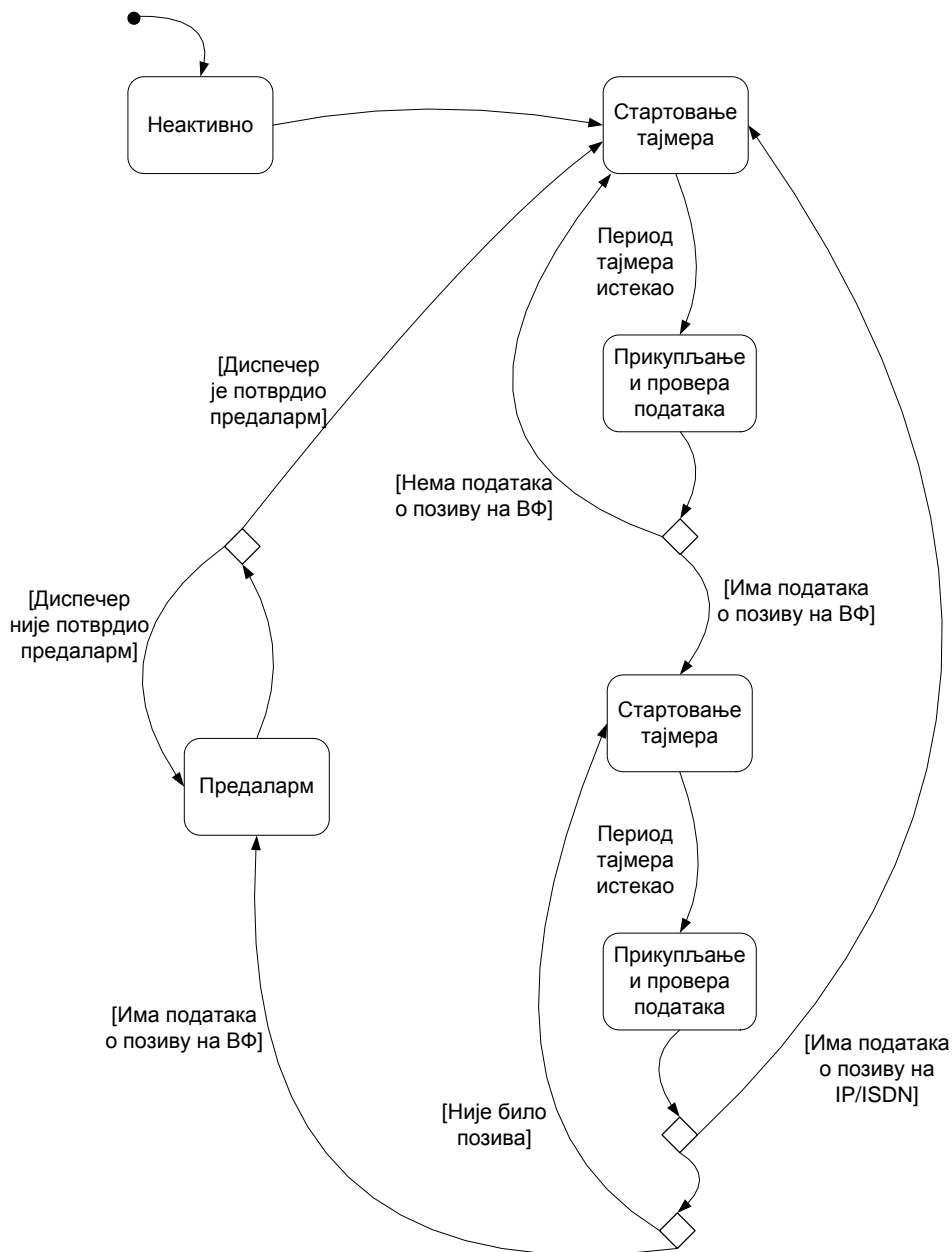 Неактивно
Стартовање
тајмера
Период
тајмера
истекао
Прикупљање
и провера
података
[Диспечер
је потврдио
предаларм]
[Нема података
о позиву на ВФ]
[Има података
о позиву на ВФ]
[Диспечер
није потврдио
предаларм]
Стартовање
тајмера
Предаларм
Период
тајмера
истекао
Прикупљање
и провера
података
[Има података
о позиву на ВФ]
[Има података
о позиву на
IP/ISDN]
[Није било
позива]